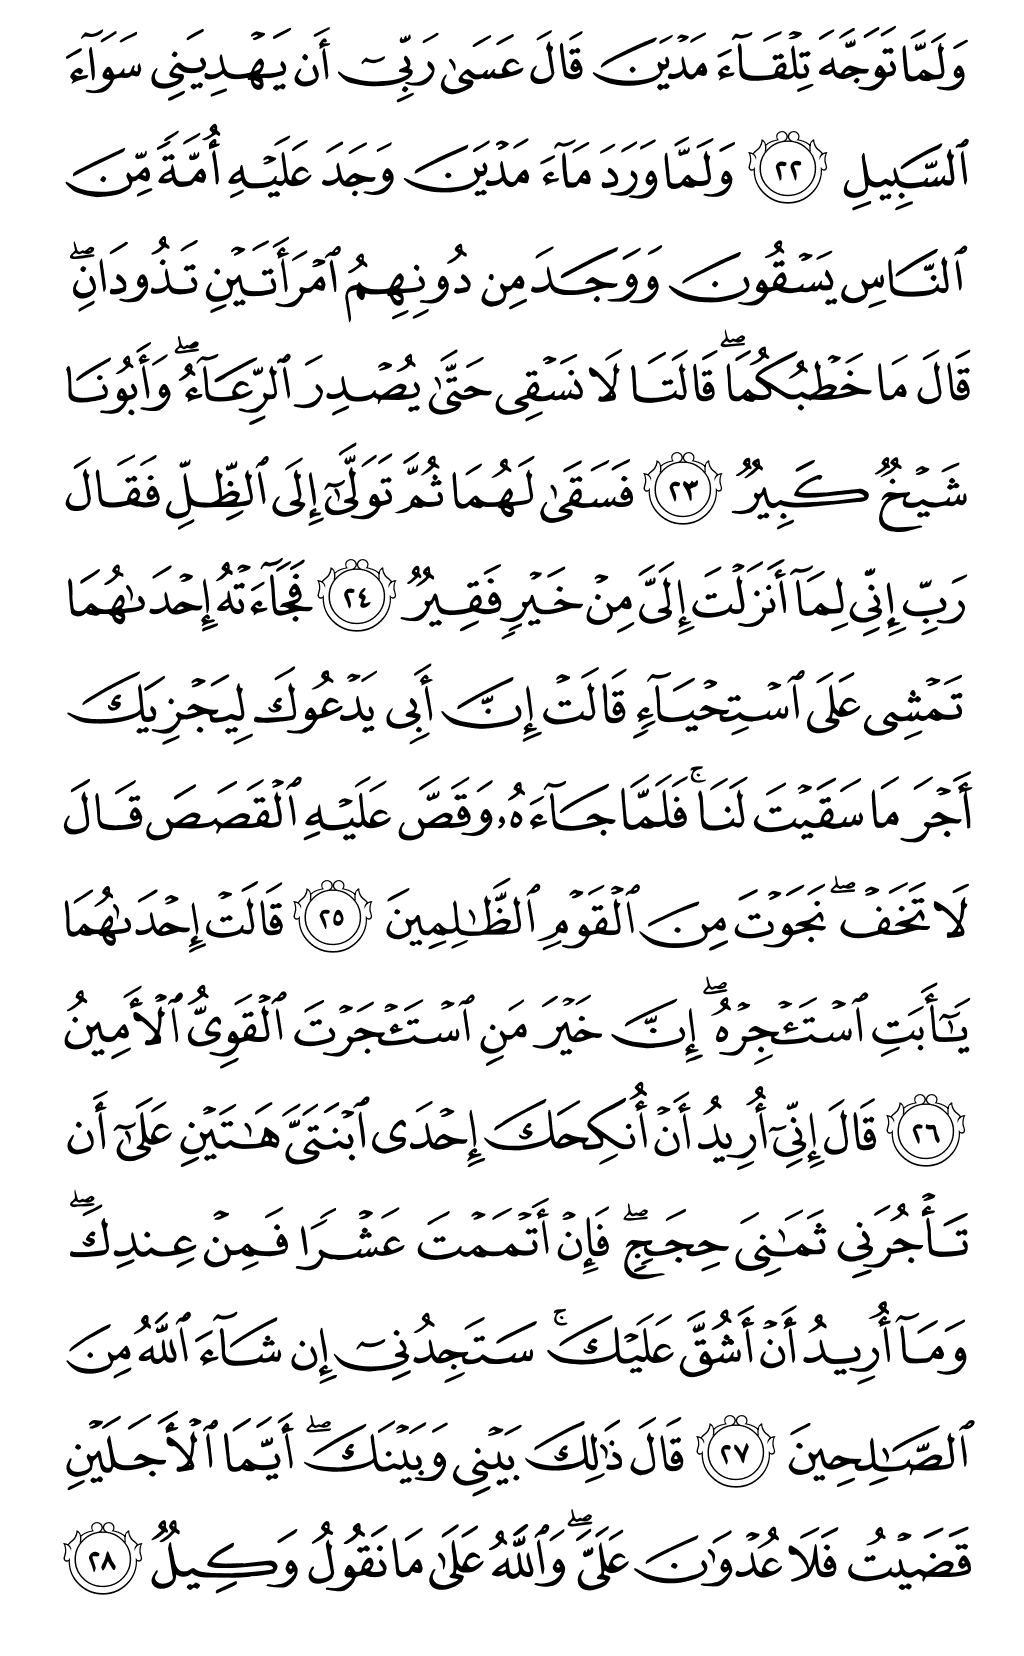 وَلَمَّا تَوَجَّهَ تِلْقَآءَ مَدْيَنَ قَالَ عَسَىٰ رَبِّىٓ أَن يَهْدِيَنِى سَوَآءَ
ٱلسَّبِيلِ ٢٢ وَلَمَّا وَرَدَ مَآءَ مَدْيَنَ وَجَدَ عَلَيْهِ أُمَّةً مِّنَ
ٱلنَّاسِ يَسْقُونَ وَوَجَدَ مِن دُونِهِمُ ٱمْرَأَتَيْنِ تَذُودَانِۖ
قَالَ مَا خَطْبُكُمَاۖ قَالَتَا لَا نَسْقِى حَتَّىٰ يُصْدِرَ ٱلرِّعَآءُۖ وَأَبُونَا
شَيْخٌ كَبِيرٌ ٢٣ فَسَقَىٰ لَهُمَا ثُمَّ تَوَلَّىٰٓ إِلَى ٱلظِّلِّ فَقَالَ
رَبِّ إِنِّى لِمَآ أَنزَلْتَ إِلَىَّ مِنْ خَيْرٍ فَقِيرٌ ٢٤ فَجَآءَتْهُ إِحْدَىٰهُمَا
تَمْشِى عَلَى ٱسْتِحْيَآءٍ قَالَتْ إِنَّ أَبِى يَدْعُوكَ لِيَجْزِيَكَ
أَجْرَ مَا سَقَيْتَ لَنَاۚ فَلَمَّا جَآءَهُۥ وَقَصَّ عَلَيْهِ ٱلْقَصَصَ قَالَ
لَا تَخَفْۖ نَجَوْتَ مِنَ ٱلْقَوْمِ ٱلظَّٰلِمِينَ ٢٥ قَالَتْ إِحْدَىٰهُمَا
يَٰٓأَبَتِ ٱسْتَـْٔجِرْهُۖ إِنَّ خَيْرَ مَنِ ٱسْتَـْٔجَرْتَ ٱلْقَوِىُّ ٱلْأَمِينُ
٢٦ قَالَ إِنِّىٓ أُرِيدُ أَنْ أُنكِحَكَ إِحْدَى ٱبْنَتَىَّ هَٰتَيْنِ عَلَىٰٓ أَن
تَأْجُرَنِى ثَمَٰنِىَ حِجَجٍۖ فَإِنْ أَتْمَمْتَ عَشْرًا فَمِنْ عِندِكَۖ
وَمَآ أُرِيدُ أَنْ أَشُقَّ عَلَيْكَۚ سَتَجِدُنِىٓ إِن شَآءَ ٱللَّهُ مِنَ
ٱلصَّٰلِحِينَ ٢٧ قَالَ ذَٰلِكَ بَيْنِى وَبَيْنَكَۖ أَيَّمَا ٱلْأَجَلَيْنِ
قَضَيْتُ فَلَا عُدْوَٰنَ عَلَىَّۖ وَٱللَّهُ عَلَىٰ مَا نَقُولُ وَكِيلٌ ٢٨